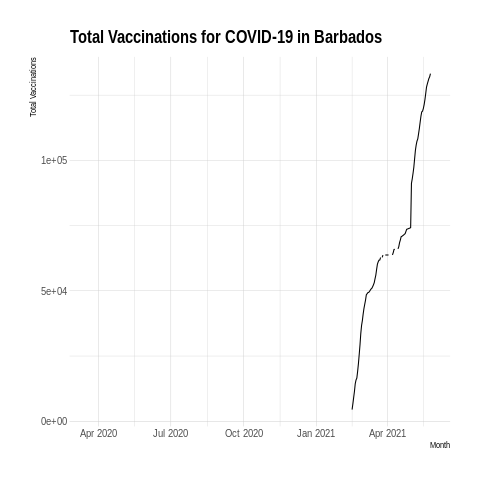 Total Vaccinations for COVID-19 in Barbados
Total Vaccinations
1e+05
5e+04
0e+00
Apr 2020 Jul 2020 Oct 2020 Jan 2021 Apr 2021
Month